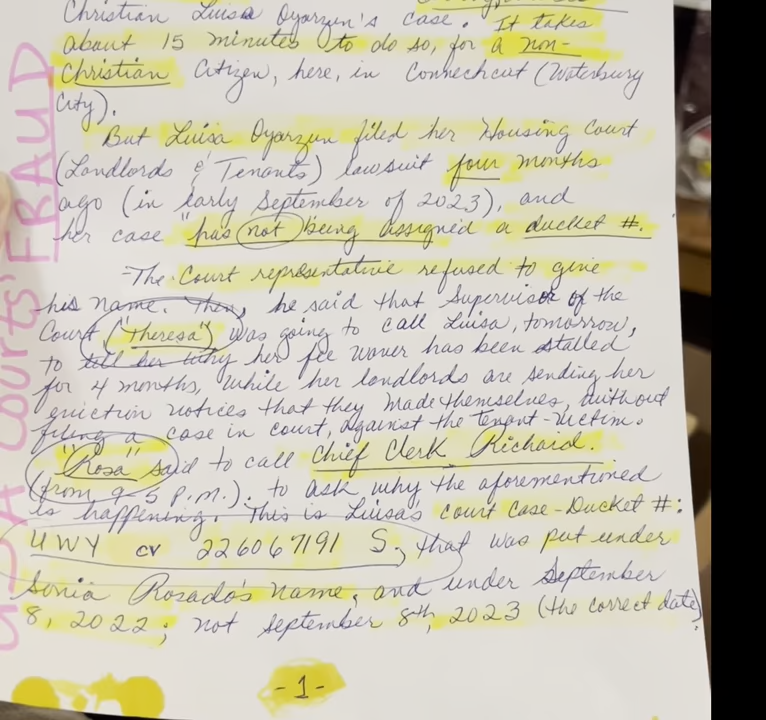 Christian Luisa Oyarzun's case. It takes
about 15 minutes to do so, for a non-
Christian Citizen, here, in Connecticut (Waterbury
City).
But Luisa Oyarzun filed her Housing Court
(Landlords & Tenants) lawsuit four months
ago (in early September of 2023), and
her case "has not being assigned a ducket #.
-The Court representative refused to give
his name. Then, he said that Supervisor of the
Court ("Theresa") was going to call Luisa, tomorrow,
to tell her why her fee waver has been stalled
for 4 months, while her landlords are sending her
eviction notices that they made themselves, without
filing a case in court, against the Tenant-Victim.
"Rosa" said to call Chief Clerk Richard.
(from 9-5 P.M.). to ask why the aforementioned
is happening. This is Luisa's court case-Ducket #:
UWY cv 226067191 S., that was put under
Sonia Rosado's name, and under September
8, 2022; not September 8th, 2023 (the correct date).
-1-
USA COURTS' FRAUD